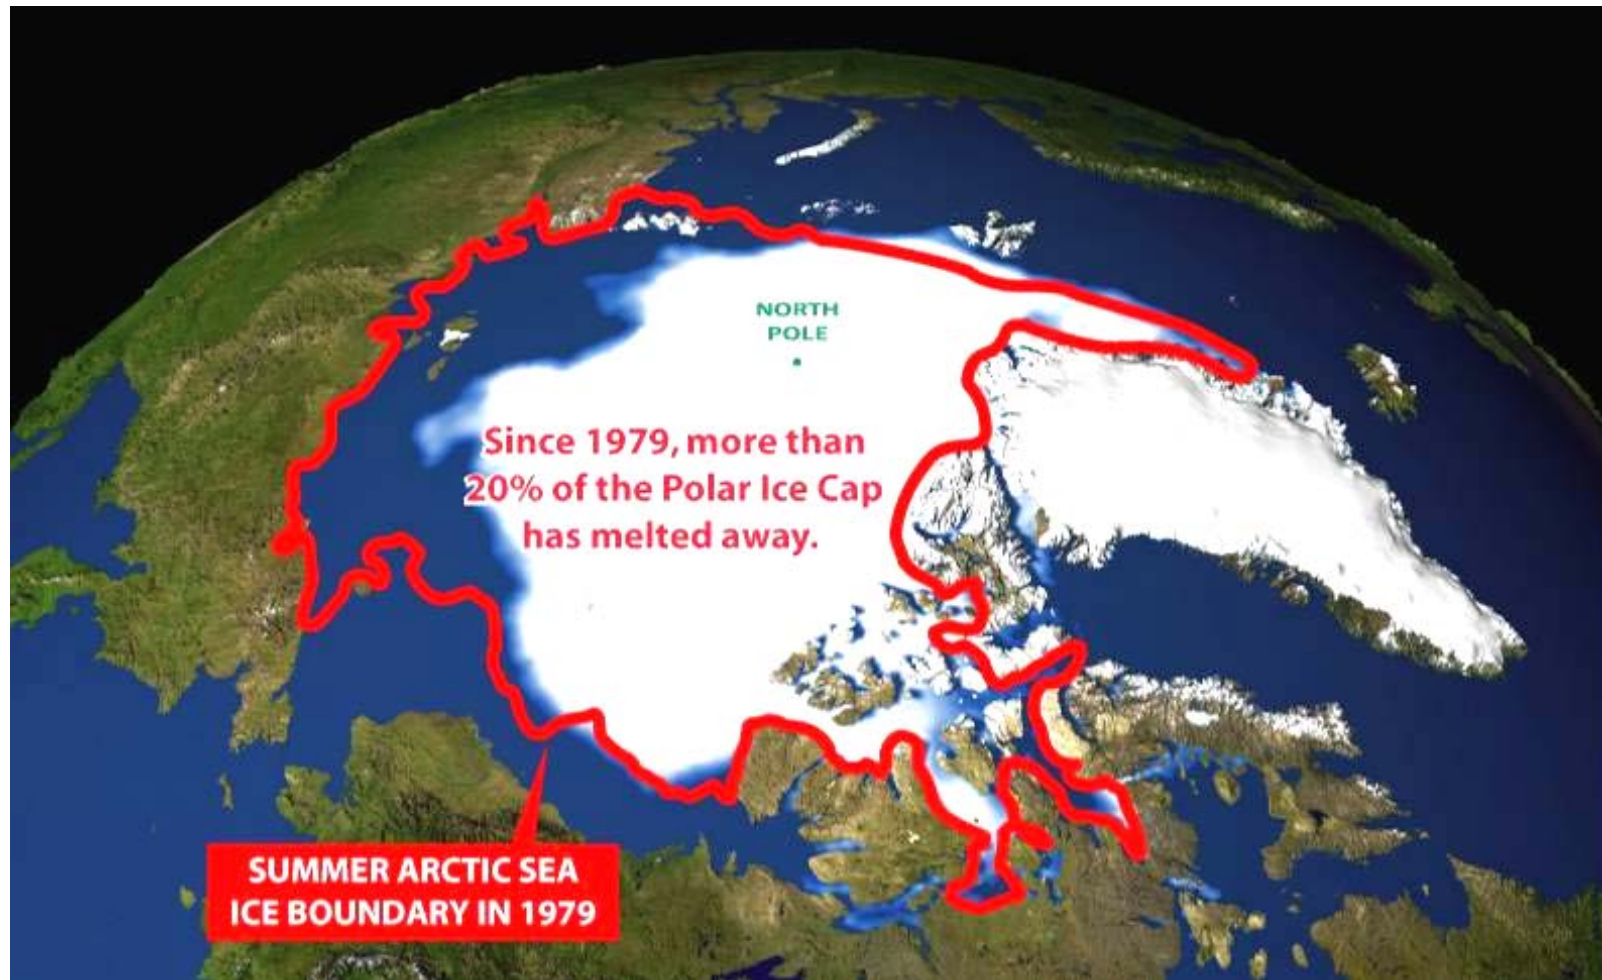 NORTH
POLE
Since 1979, more than
20% of the Polar Ice Cap
has melted away.
SUMMER ARCTIC SEA
ICE BOUNDARY IN 1979